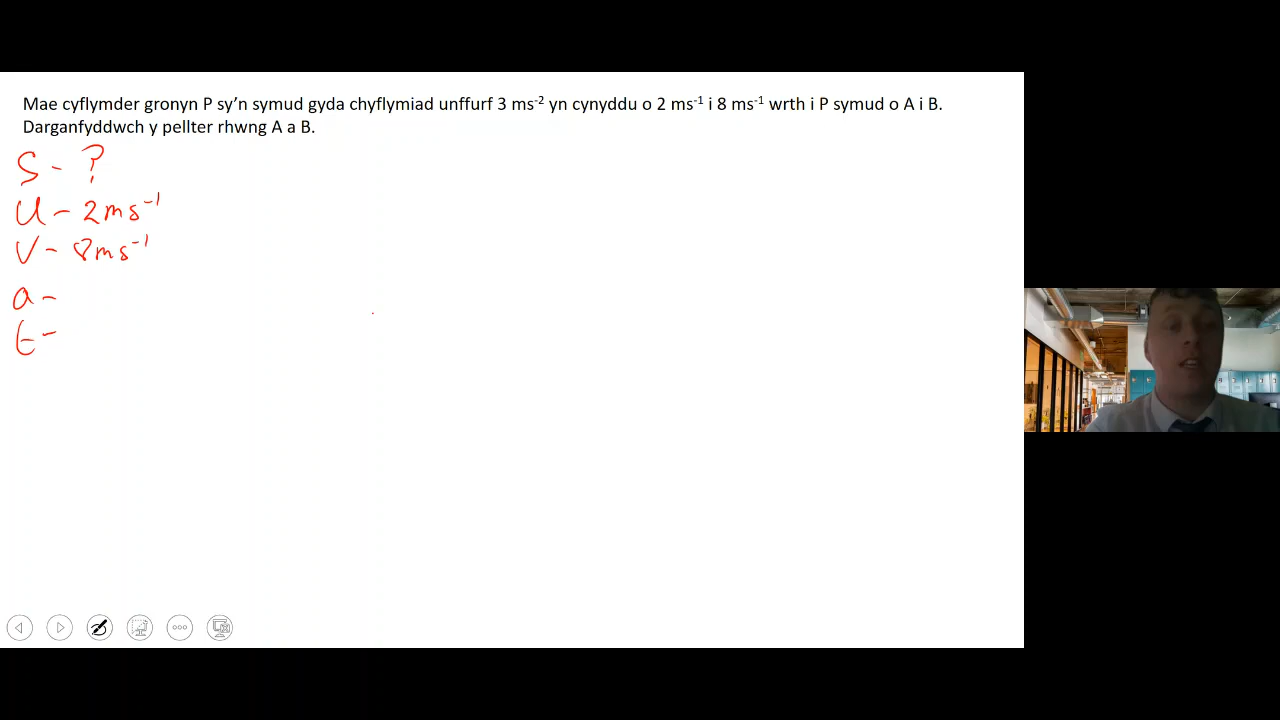 Mae cyflymder gronyn P sy’n symud gyda chyflymiad unffurf 3 ms⁻² yn cynyddu o 2 ms⁻¹ i 8 ms⁻¹ wrth i P symud o A i B.
Darganfyddwch y pellter rhwng A a B.
S - ?
U - 2ms⁻¹
V - 8ms⁻¹
a -
t -